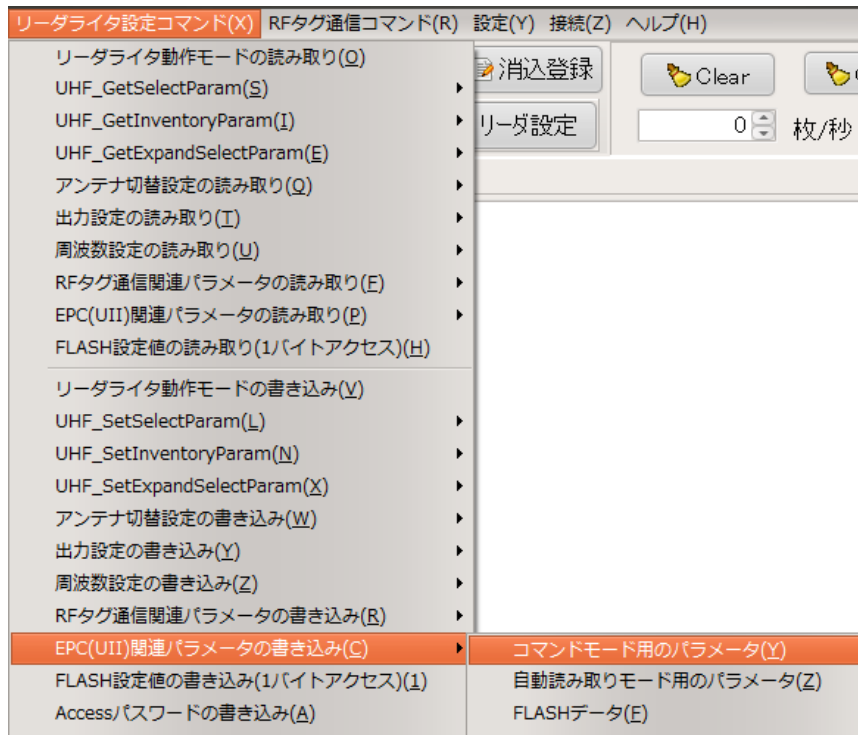 リーダライタ設定コマンド(X) RFタグ通信コマンド(R) 設定(Y) 接続(Z) ヘルプ(H)
リーダライタ動作モードの読み取り(O)
UHF_GetSelectParam(S)
UHF_GetInventoryParam(I)
UHF_GetExpandSelectParam(E)
アンテナ切替設定の読み取り(Q)
出力設定の読み取り(T)
周波数設定の読み取り(U)
RFタグ通信関連パラメータの読み取り(F)
EPC(UII)関連パラメータの読み取り(P)
FLASH設定値の読み取り(1バイトアクセス)(H)
リーダライタ動作モードの書き込み(V)
UHF_SetSelectParam(L)
UHF_SetInventoryParam(N)
UHF_SetExpandSelectParam(X)
アンテナ切替設定の書き込み(W)
出力設定の書き込み(Y)
周波数設定の書き込み(Z)
RFタグ通信関連パラメータの書き込み(R)
EPC(UII)関連パラメータの書き込み(C)
FLASH設定値の書き込み(1バイトアクセス)(1)
Accessパスワードの書き込み(A)
コマンドモード用のパラメータ(Y)
自動読み取りモード用のパラメータ(Z)
FLASHデータ(F)
消込登録
Clear
リーダ設定
0 枚/秒